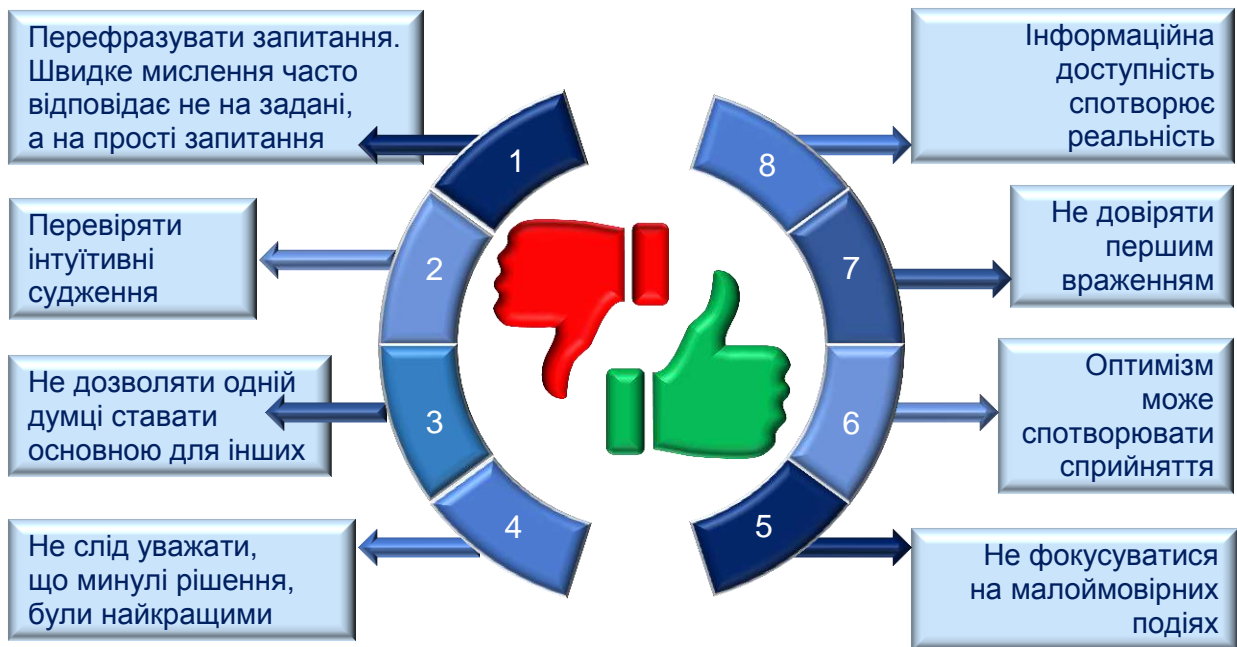 Перефразувати запитання.
Швидке мислення часто
відповідає не на задані,
а на прості запитання
1
Перевіряти
інтуїтивні
судження
2
Не дозволяти одній
думці ставати
основною для інших
3
Не слід уважати,
що минулі рішення,
були найкращими
4
Інформаційна
доступність
спотворює
реальність
8
Не довіряти
першим
враженням
7
Оптимізм
може
спотворювати
сприйняття
6
Не фокусуватися
на малоймовірних
подіях
5